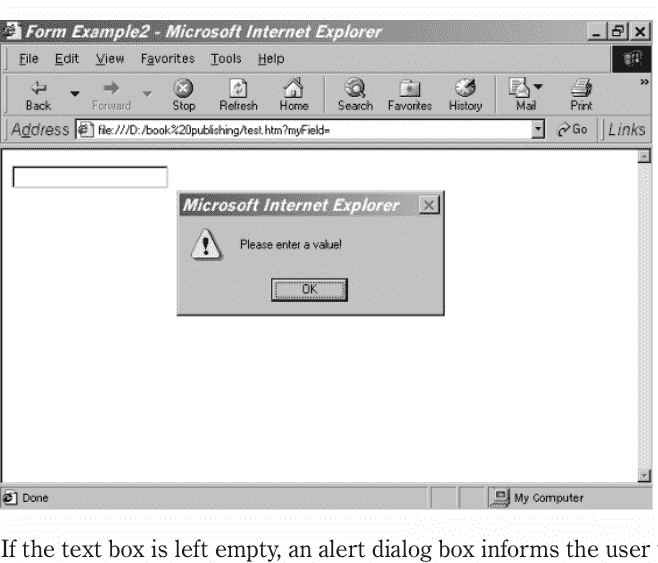 Form Example2 - Microsoft Internet Explorer
File Edit View Favorites Tools Help
Back Forward Stop Refresh Home Search Favorites History Mail Print »
Address file:///D:/book%20publishing/test.htm?myField= Go Links
Microsoft Internet Explorer
Please enter a value!
OK
Done My Computer
If the text box is left empty, an alert dialog box informs the user